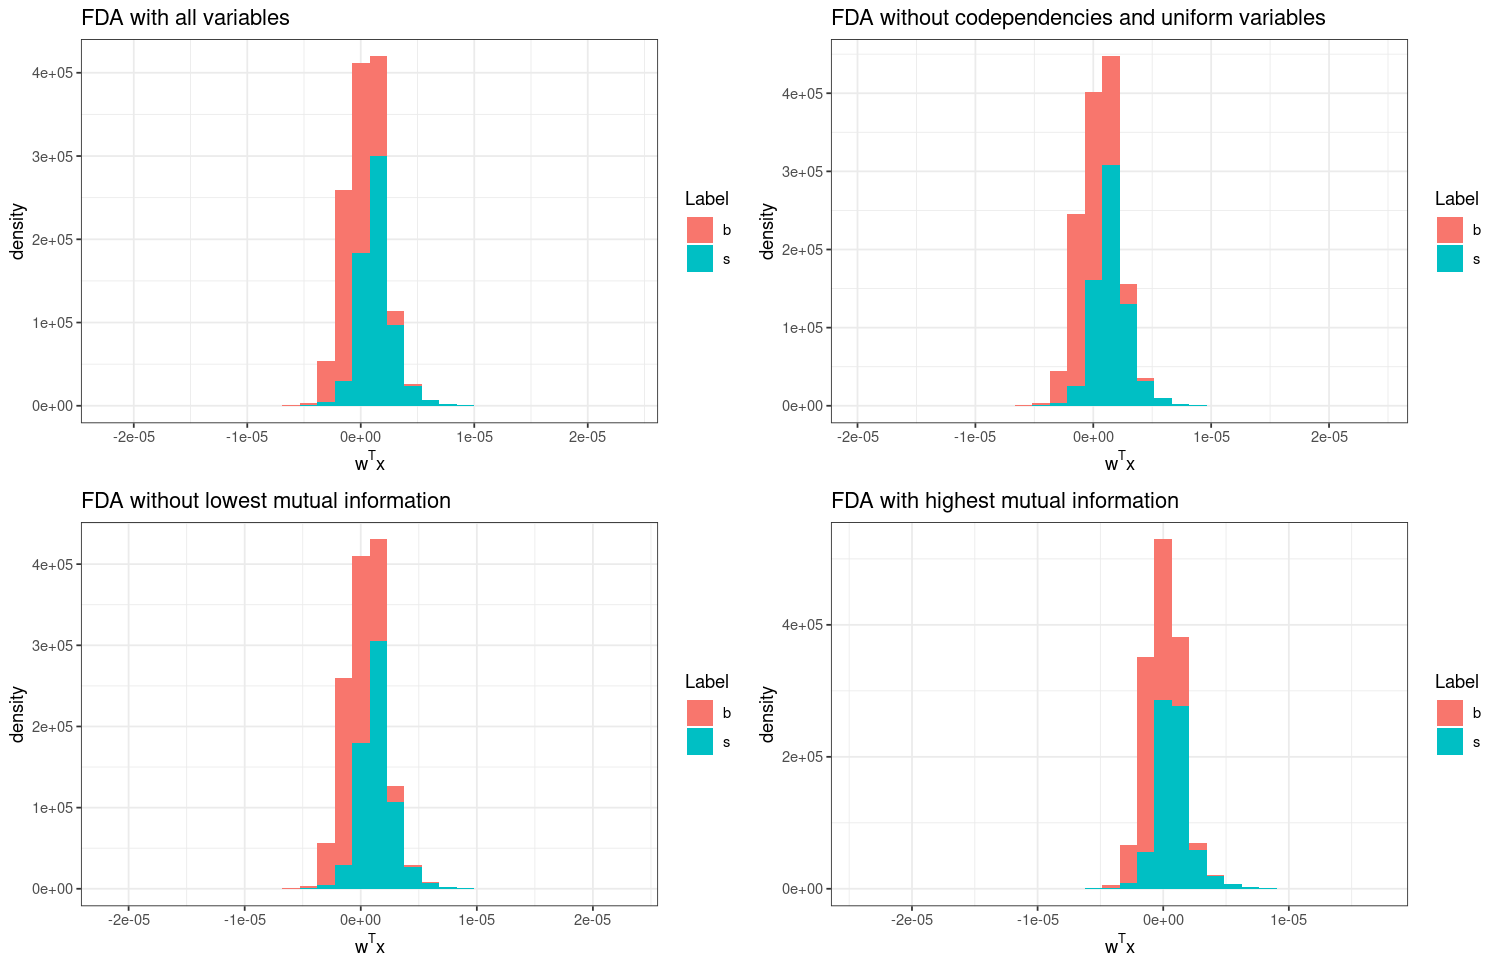 FDA with all variables
4e+05
3e+05
2e+05
1e+05
0e+00
density
-2e-05 -1e-05 0e+00 1e-05 2e-05
wTx
Label
b
s
FDA without codependencies and uniform variables
4e+05
3e+05
2e+05
1e+05
0e+00
density
-2e-05 -1e-05 0e+00 1e-05 2e-05
wTx
Label
b
s
FDA without lowest mutual information
4e+05
3e+05
2e+05
1e+05
0e+00
density
-2e-05 -1e-05 0e+00 1e-05 2e-05
wTx
Label
b
s
FDA with highest mutual information
4e+05
2e+05
0e+00
density
-2e-05 -1e-05 0e+00 1e-05
wTx
Label
b
s